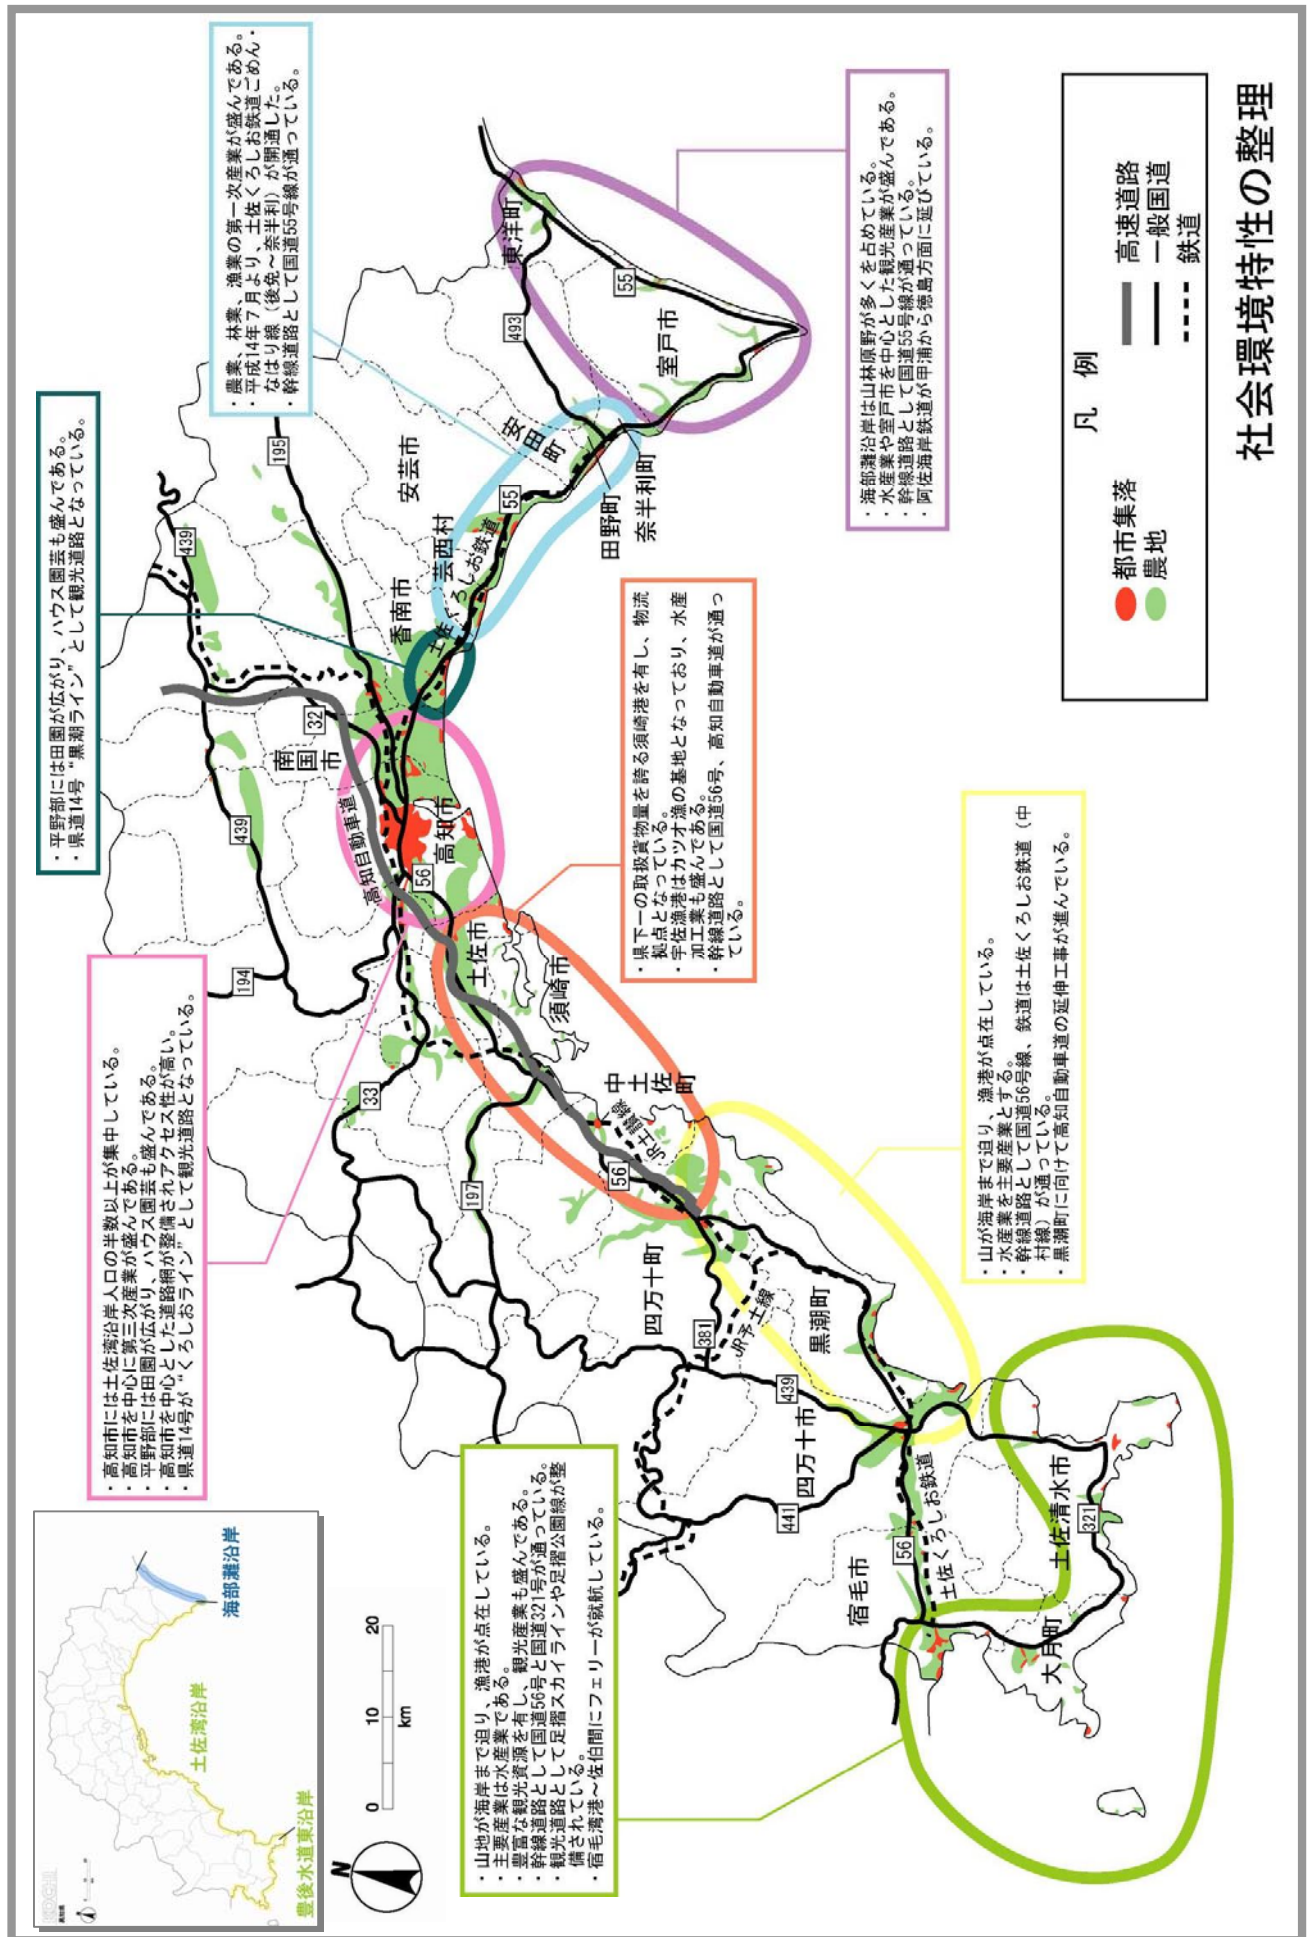 社会環境特性の整理
・農業、林業、漁業の第一次産業が盛んである。
・平成14年7月より、土佐くろしお鉄道ごめん・
なはり線（後免～奈半利）が開通した。
・幹線道路として国道55号線が通っている。
・平野部には田園が広がり、ハウス園芸も盛んである。
・県道14号“黒潮ライン”として観光道路となっている。
・高知市には土佐湾沿岸人口の半数以上が集中している。
・高知市を中心に第三次産業が盛んである。
・平野部には田園が広がり、ハウス園芸も盛んである。
・高知市を中心とした道路網が整備されアクセス性が高い。
・県道14号が“くろしおライン”として観光道路となっている。
・海部灘沿岸は山林原野が多くを占めている。
・水産業や室戸市を中心とした観光産業が盛んである。
・幹線道路として国道55号線が通っている。
・阿佐海岸鉄道が甲浦から徳島方面に延びている。
・県下一の取扱貨物量を誇る須崎港を有し、物流
拠点となっている。
・宇佐漁港はカツオ漁の基地となっており、水産
加工業も盛んである。
・幹線道路として国道56号、高知自動車道が通っ
ている。
・山が海岸まで迫り、漁港が点在している。
・水産業を主要産業とする。
・幹線道路として国道56号線、鉄道は土佐くろしお鉄道（中
村線）が通っている。
・黒潮町に向けて高知自動車道の延伸工事が進んでいる。
・山地が海岸まで迫り、漁港が点在している。
・主要産業は水産業である。
・豊富な観光資源を有し、観光産業も盛んである。
・幹線道路として国道56号と国道321号が通っている。
・観光道路として足摺スカイラインや足摺公園線が整
備されている。
・宿毛湾港～佐伯間にフェリーが就航している。
東洋町
室戸市
安田町
奈半利町
田野町
安芸市
芸西村
土佐くろしお鉄道
香南市
南国市
高知市
高知自動車道
土佐市
須崎市
中土佐町
JR土讃線
四万十町
JR予土線
黒潮町
四万十市
土佐くろしお鉄道
宿毛市
土佐清水市
大月町
55
493
55
195
439
32
439
194
56
33
197
56
381
439
441
56
321
凡 例
都市集落
農地
高速道路
一般国道
鉄道
海部灘沿岸
土佐湾沿岸
豊後水道東沿岸
KOCHI
高知県
N
0 10 20
km